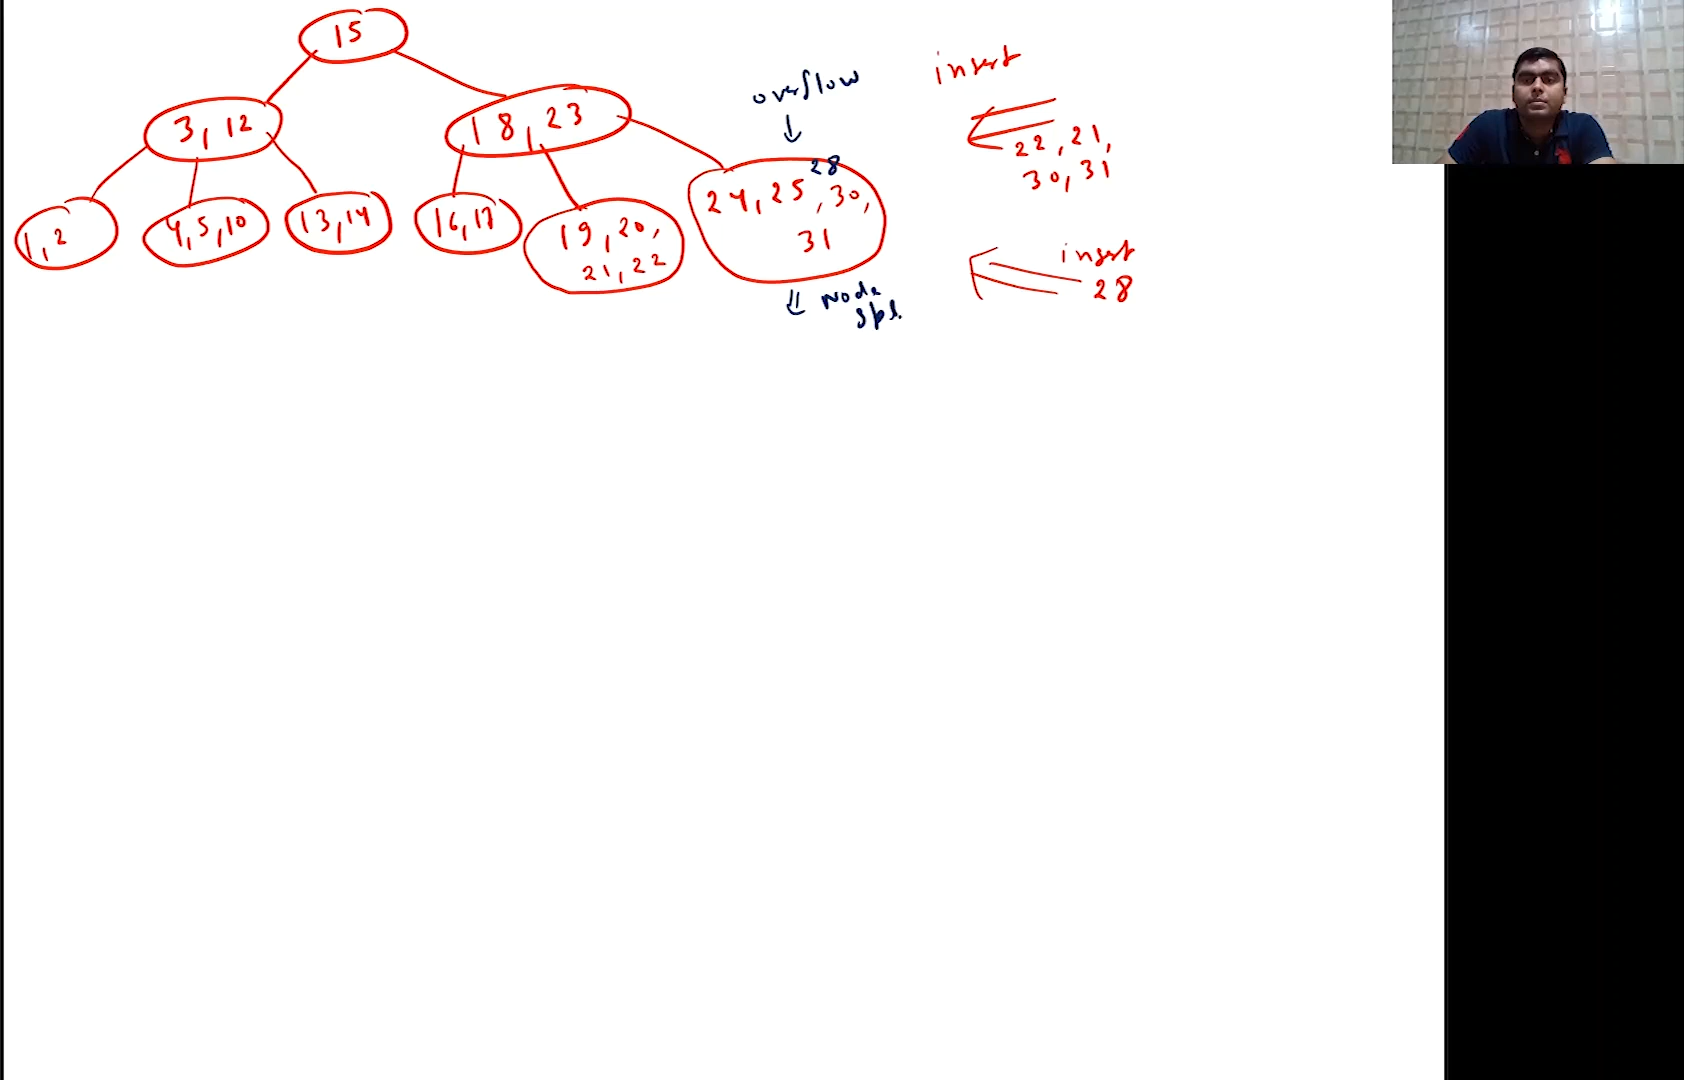 15
3, 12
18, 23
1, 2
4, 5, 10
13, 14
16, 17
19, 20,
21, 22
overflow
28
24, 25, 30,
31
Node
spl.
insert
22, 21,
30, 31
insert
28